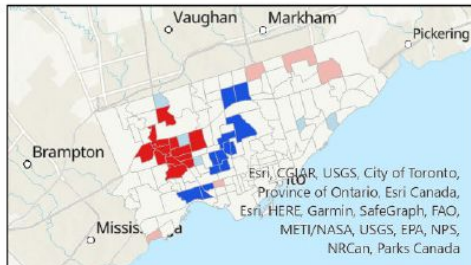 Vaughan
Markham
Pickering
Brampton
Esri, CGIAR, USGS, City of Toronto,
Province of Ontario, Esri Canada,
Esri, HERE, Garmin, SafeGraph, FAO,
METI/NASA, USGS, EPA, NPS,
NRCan, Parks Canada